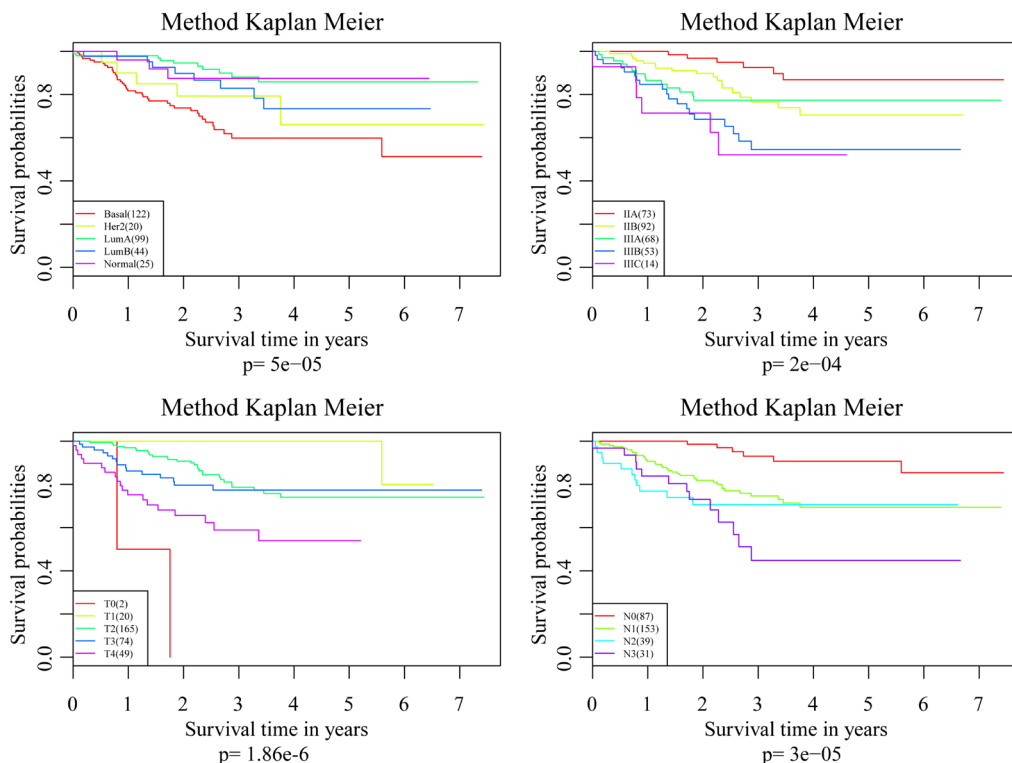 Method Kaplan Meier
Survival probabilities
0.8
0.4
0.0
Basal(122)
Her2(20)
LumA(99)
LumB(44)
Normal(25)
0 1 2 3 4 5 6 7
Survival time in years
p= 5e−05
Method Kaplan Meier
Survival probabilities
0.8
0.4
0.0
IIA(73)
IIB(92)
IIIA(68)
IIIB(53)
IIIC(14)
0 1 2 3 4 5 6 7
Survival time in years
p= 2e−04
Method Kaplan Meier
Survival probabilities
0.8
0.4
0.0
T0(2)
T1(20)
T2(165)
T3(74)
T4(49)
0 1 2 3 4 5 6 7
Survival time in years
p= 1.86e-6
Method Kaplan Meier
Survival probabilities
0.8
0.4
0.0
N0(87)
N1(153)
N2(39)
N3(31)
0 1 2 3 4 5 6 7
Survival time in years
p= 3e−05